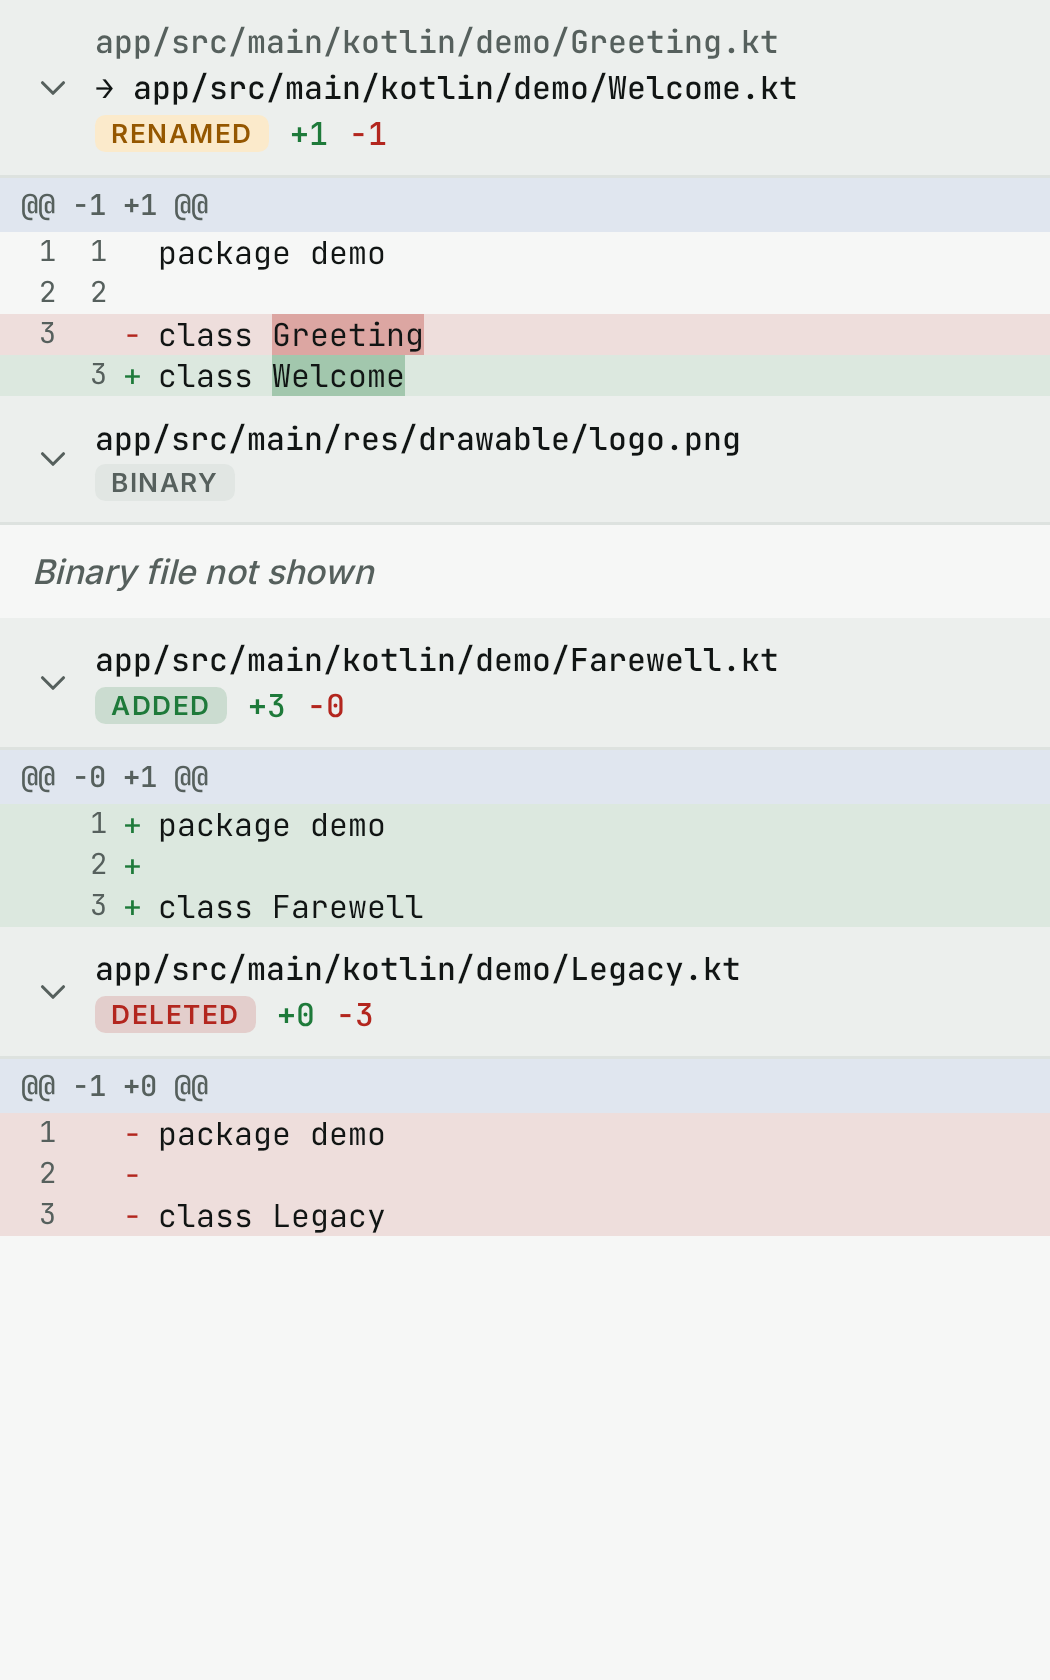 app/src/main/kotlin/demo/Greeting.kt
→ app/src/main/kotlin/demo/Welcome.kt
RENAMED +1 -1
@@ -1 +1 @@
1 1 package demo
2 2
3 - class Greeting
3 + class Welcome
app/src/main/res/drawable/logo.png
BINARY
Binary file not shown
app/src/main/kotlin/demo/Farewell.kt
ADDED +3 -0
@@ -0 +1 @@
1 + package demo
2 +
3 + class Farewell
app/src/main/kotlin/demo/Legacy.kt
DELETED +0 -3
@@ -1 +0 @@
1 - package demo
2 -
3 - class Legacy